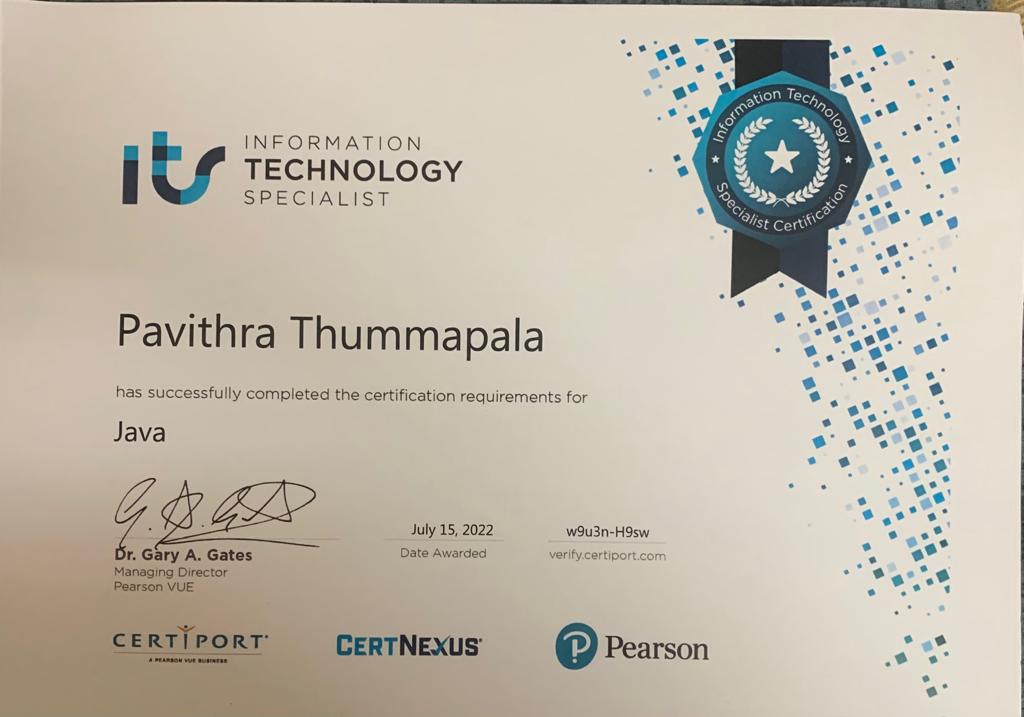 its
INFORMATION
TECHNOLOGY
SPECIALIST
Information Technology
Specialist Certification
Pavithra Thummapala
has successfully completed the certification requirements for
Java
G. A. Gates
Dr. Gary A. Gates
Managing Director
Pearson VUE
July 15, 2022
Date Awarded
w9u3n-H9sw
verify.certiport.com
CERTIPORT
A PEARSON VUE BUSINESS
CERTNEXUS
P Pearson